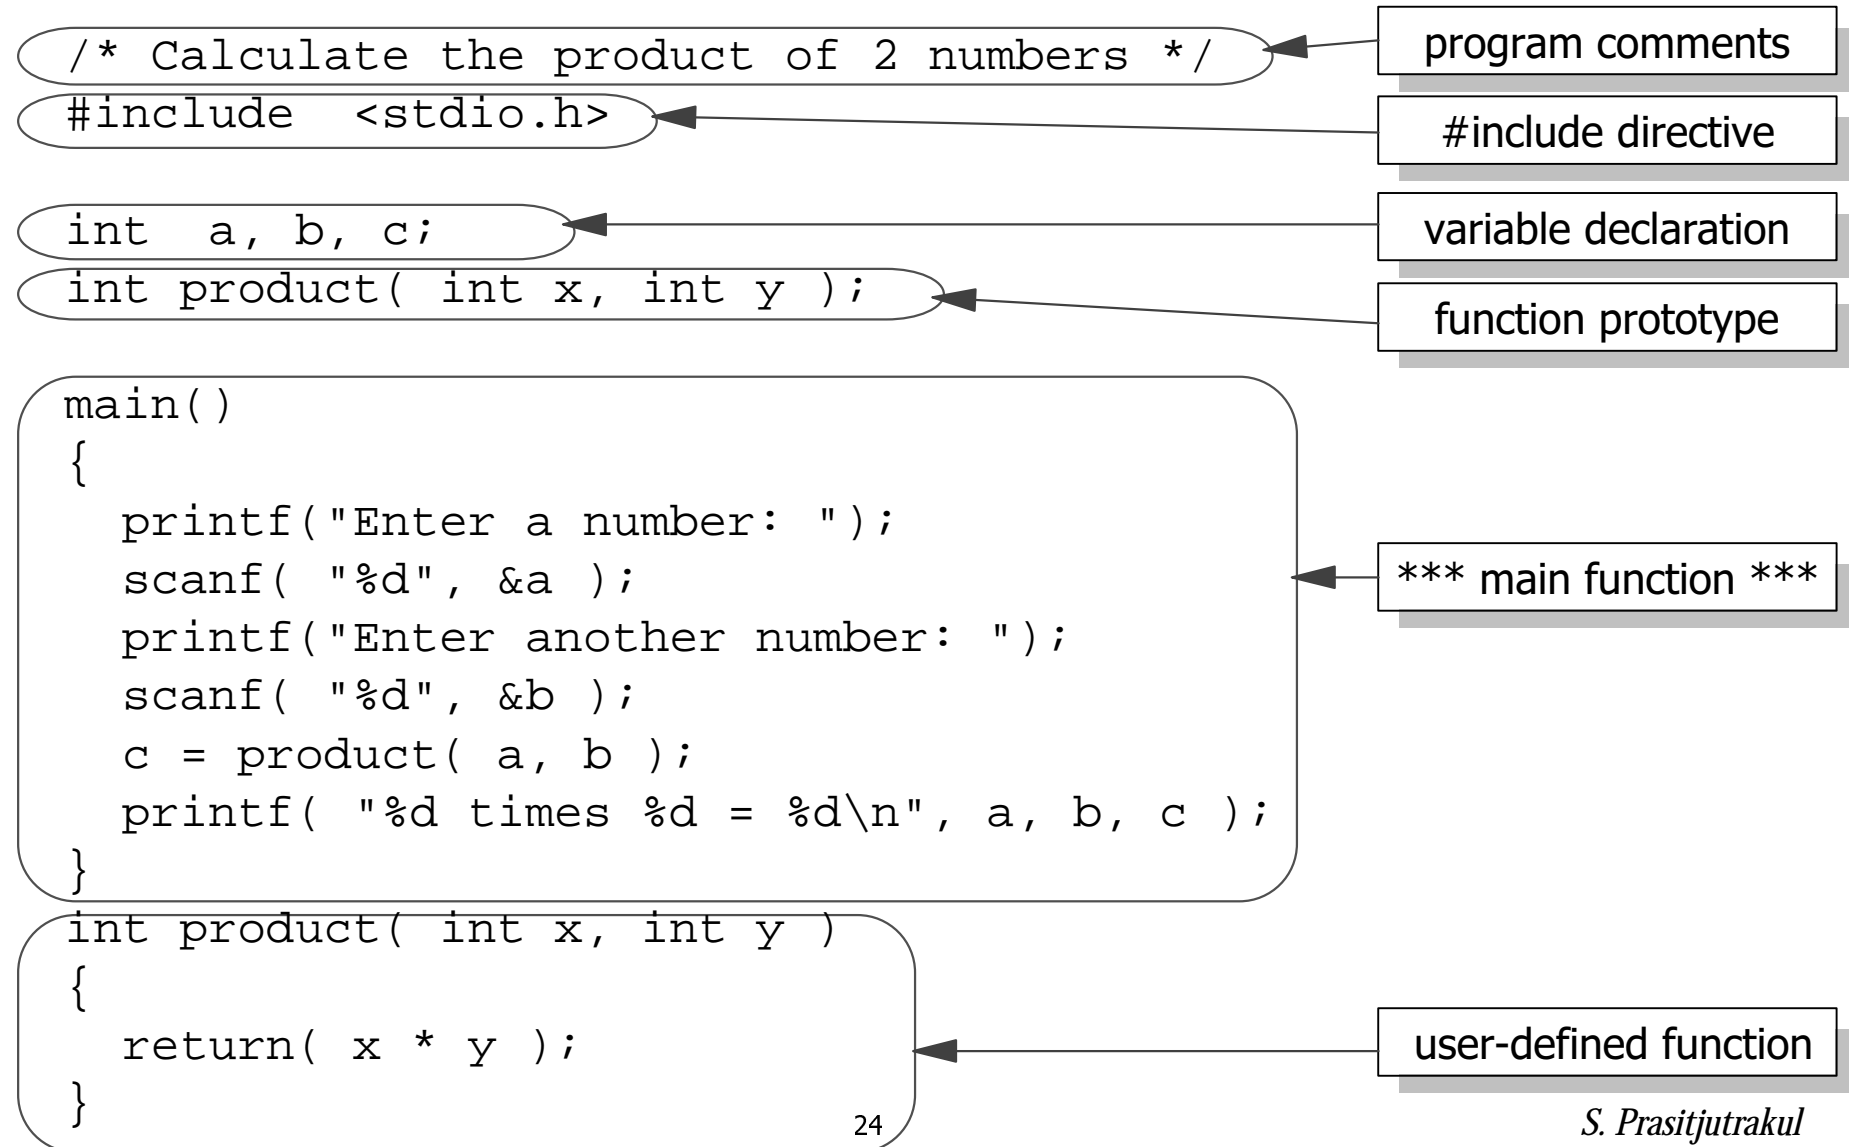 /* Calculate the product of 2 numbers */
program comments
#include  <stdio.h>
#include directive
int  a, b, c;
variable declaration
int product( int x, int y );
function prototype
main()
{
  printf("Enter a number: ");
  scanf( "%d", &a );
*** main function ***
  printf("Enter another number: ");
  scanf( "%d", &b );
  c = product( a, b );
  printf( "%d times %d = %d\n", a, b, c );
}
int product( int x, int y )
{
  return( x * y );
user-defined function
}
24
S. Prasitjutrakul